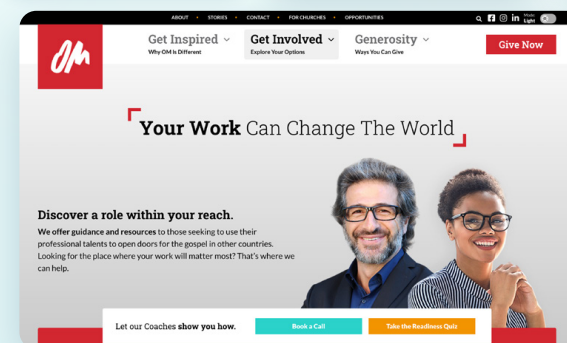 ABOUT • STORIES • CONTACT • FOR CHURCHES • OPPORTUNITIES
Mode:
Light
OM
Get Inspired
Why OM Is Different
Get Involved
Explore Your Options
Generosity
Ways You Can Give
Give Now
Your Work Can Change The World
Discover a role within your reach.
We offer guidance and resources to those seeking to use their
professional talents to open doors for the gospel in other countries.
Looking for the place where your work will matter most? That's where we
can help.
Let our Coaches show you how.
Book a Call
Take the Readiness Quiz